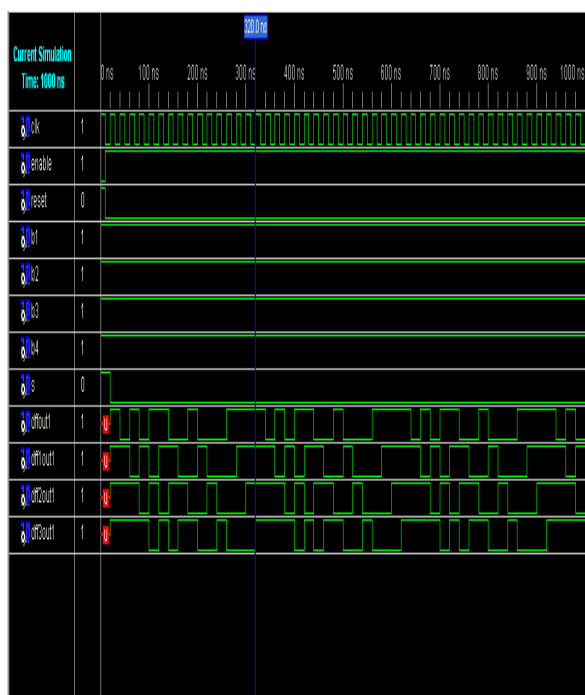 320.0 ns
Current Simulation
Time: 1000 ns
0 ns 100 ns 200 ns 300 ns 400 ns 500 ns 600 ns 700 ns 800 ns 900 ns 1000 ns
clk 1
enable 1
reset 0
b1 1
b2 1
b3 1
b4 1
s 0
dffout1 1 U
dff1out1 1 U
dff2out1 1 U
dff3out1 1 U